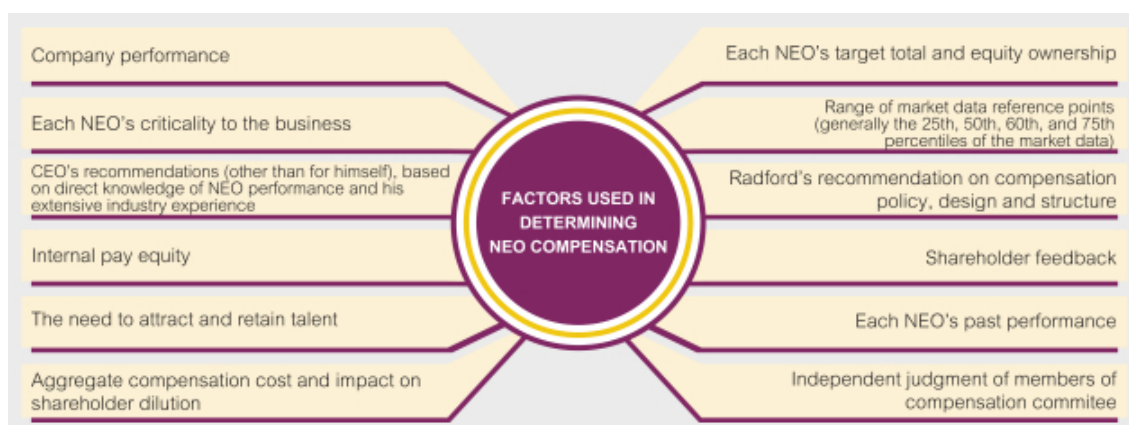 Company performance
Each NEO's criticality to the business
CEO's recommendations (other than for himself), based
on direct knowledge of NEO performance and his
extensive industry experience
Internal pay equity
The need to attract and retain talent
Aggregate compensation cost and impact on
shareholder dilution
FACTORS USED IN
DETERMINING
NEO COMPENSATION
Each NEO's target total and equity ownership
Range of market data reference points
(generally the 25th, 50th, 60th, and 75th
percentiles of the market data)
Radford's recommendation on compensation
policy, design and structure
Shareholder feedback
Each NEO's past performance
Independent judgment of members of
compensation commitee